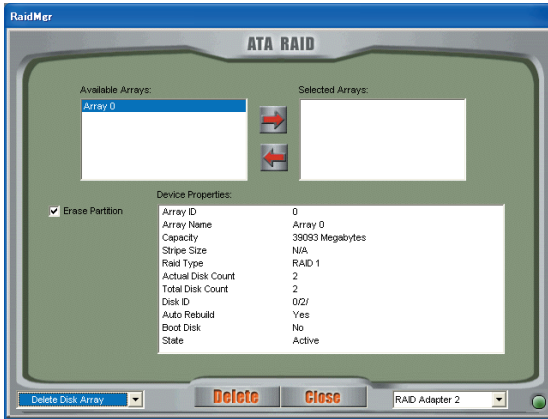 RaidMgr
ATA RAID
Available Arrays:
Selected Arrays:
Array 0
Erase Partition
Device Properties:
Array ID 0
Array Name Array 0
Capacity 39093 Megabytes
Stripe Size N/A
Raid Type RAID 1
Actual Disk Count 2
Total Disk Count 2
Disk ID 0/2/
Auto Rebuild Yes
Boot Disk No
State Active
Delete Disk Array
Delete
Close
RAID Adapter 2